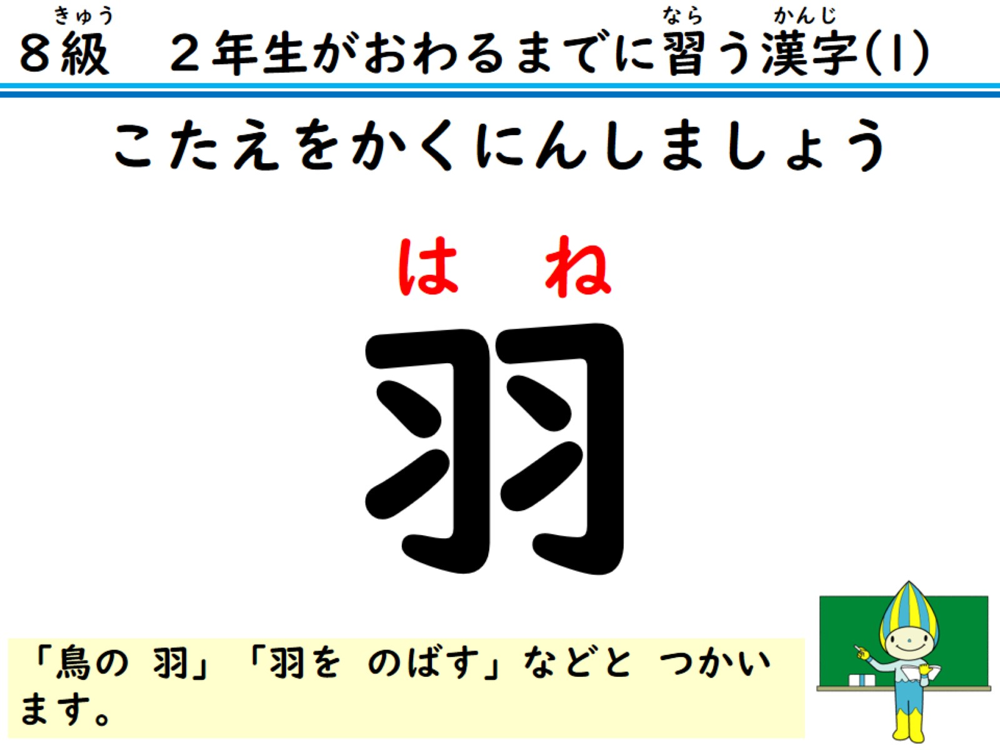 きゅう なら かんじ
８級　２年生がおわるまでに習う漢字(1)
こたえをかくにんしましょう
は　ね
羽
「鳥の 羽」「羽を のばす」などと つかい
ます。